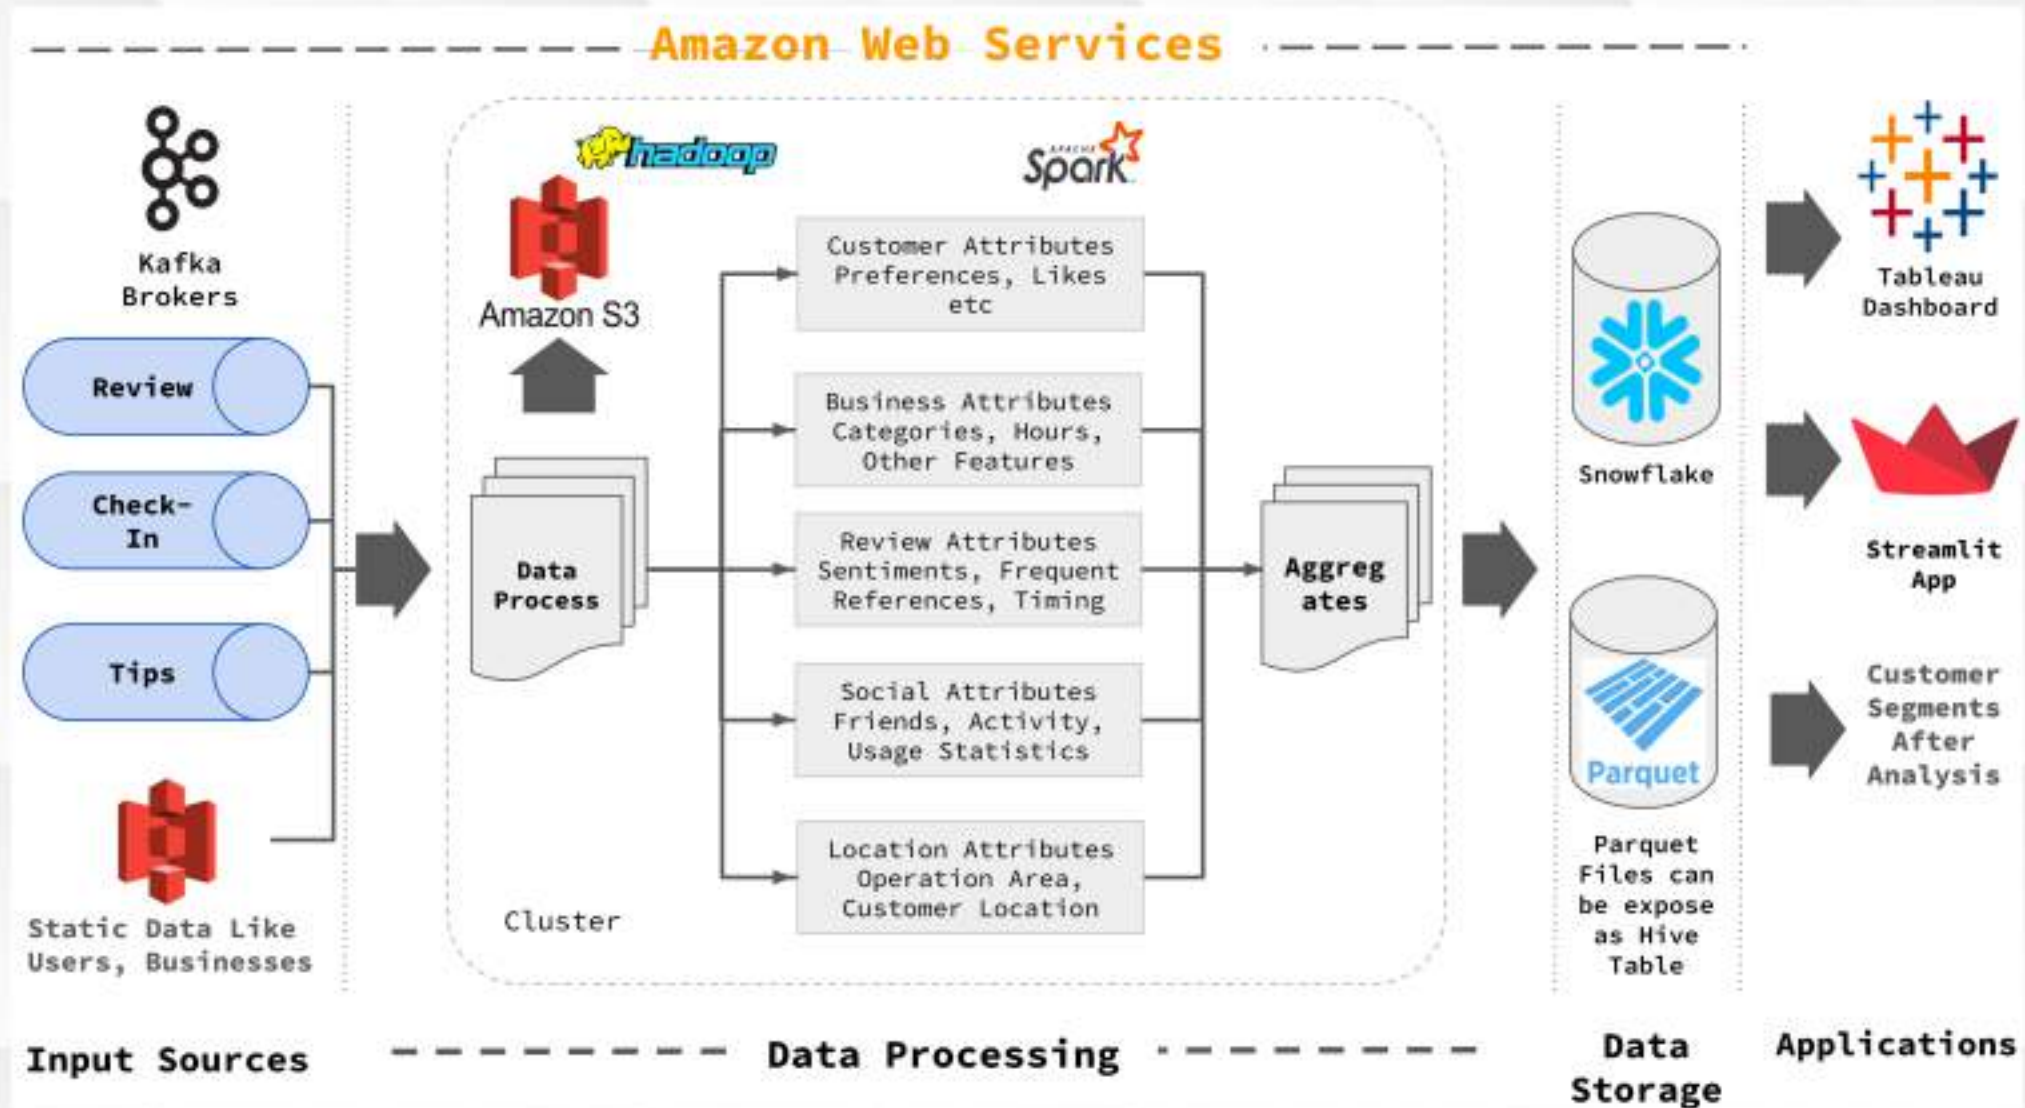 Amazon Web Services
Kafka
Brokers
Review
Check-
In
Tips
Static Data Like
Users, Businesses
hadoop
Amazon S3
Data
Process
Cluster
APACHE
Spark
Customer Attributes
Preferences, Likes
etc
Business Attributes
Categories, Hours,
Other Features
Review Attributes
Sentiments, Frequent
References, Timing
Social Attributes
Friends, Activity,
Usage Statistics
Location Attributes
Operation Area,
Customer Location
Aggreg
ates
Snowflake
Parquet
Parquet
Files can
be expose
as Hive
Table
Tableau
Dashboard
Streamlit
App
Customer
Segments
After
Analysis
Input Sources
Data Processing
Data
Storage
Applications